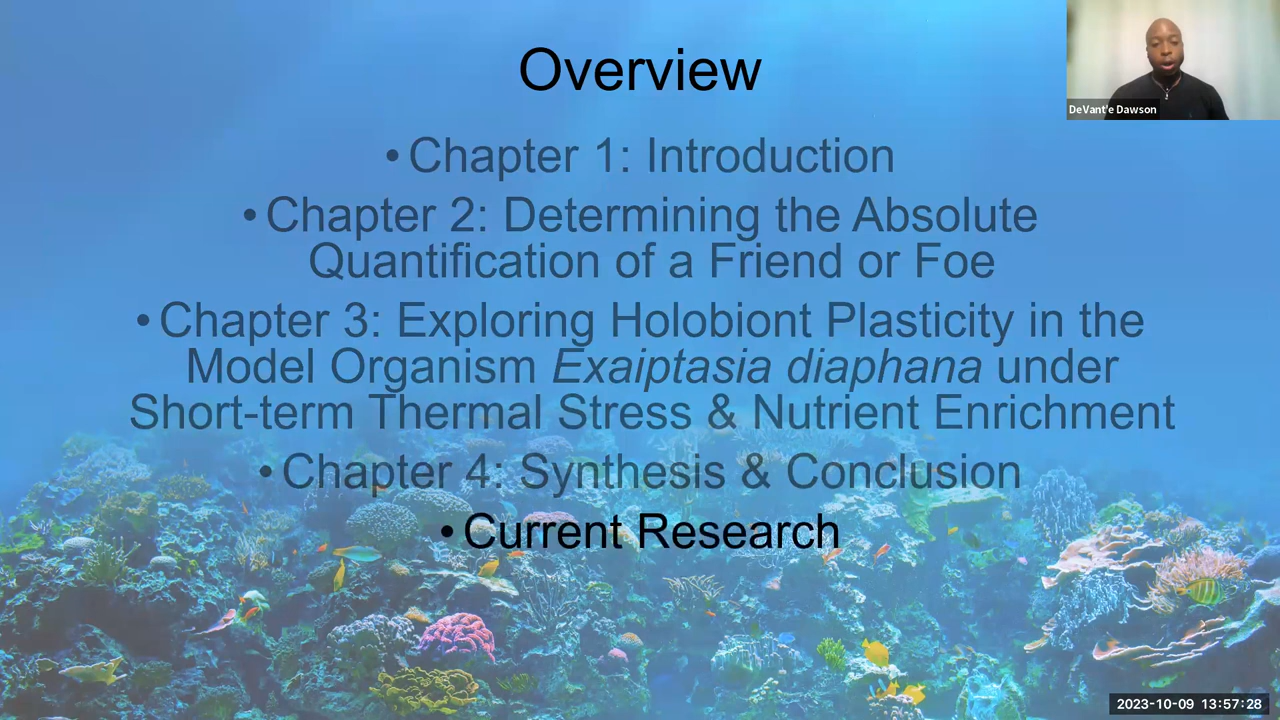 Overview
DeVant'e Dawson
• Chapter 1: Introduction
• Chapter 2: Determining the Absolute
Quantification of a Friend or Foe
• Chapter 3: Exploring Holobiont Plasticity in the
Model Organism Exaiptasia diaphana under
Short-term Thermal Stress & Nutrient Enrichment
• Chapter 4: Synthesis & Conclusion
• Current Research
2023-10-09 13:57:28